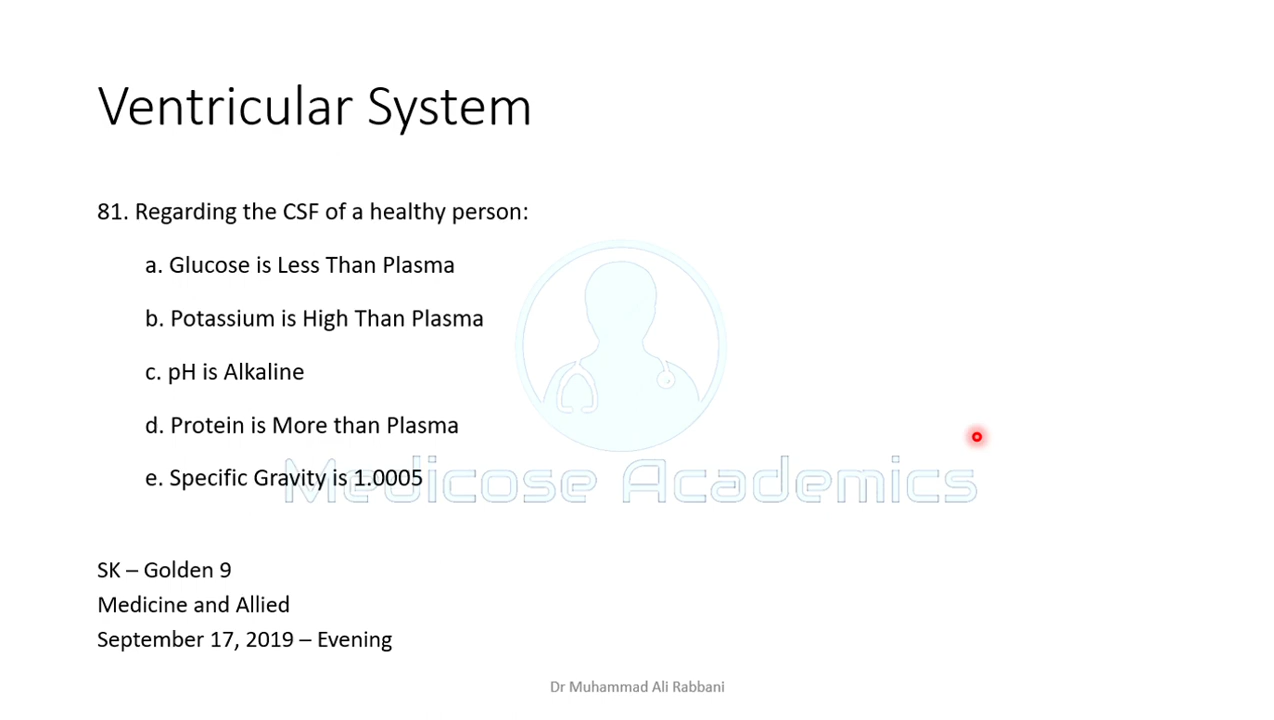 Ventricular System
81. Regarding the CSF of a healthy person:
a. Glucose is Less Than Plasma
b. Potassium is High Than Plasma
c. pH is Alkaline
d. Protein is More than Plasma
e. Specific Gravity is 1.0005
Medicose Academics
SK – Golden 9
Medicine and Allied
September 17, 2019 – Evening
Dr Muhammad Ali Rabbani